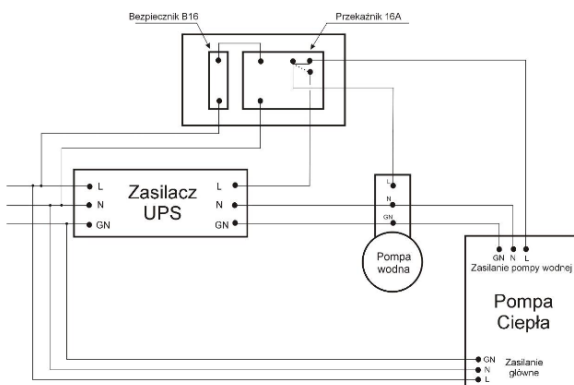 Bezpiecznik B16
Przekaźnik 16A
Zasilacz
UPS
L
N
GN
L
N
GN
L
N
GN
Pompa
wodna
GN N L
Zasilanie pompy wodnej
Pompa
Ciepła
GN
N
L
Zasilanie
główne